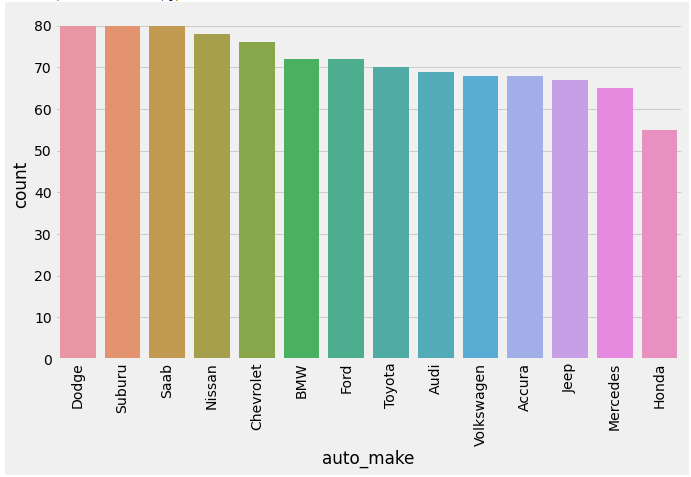 80
70
60
50
40
30
20
10
0
count
Dodge
Suburu
Saab
Nissan
Chevrolet
BMW
Ford
Toyota
Audi
Volkswagen
Accura
Jeep
Mercedes
Honda
auto_make